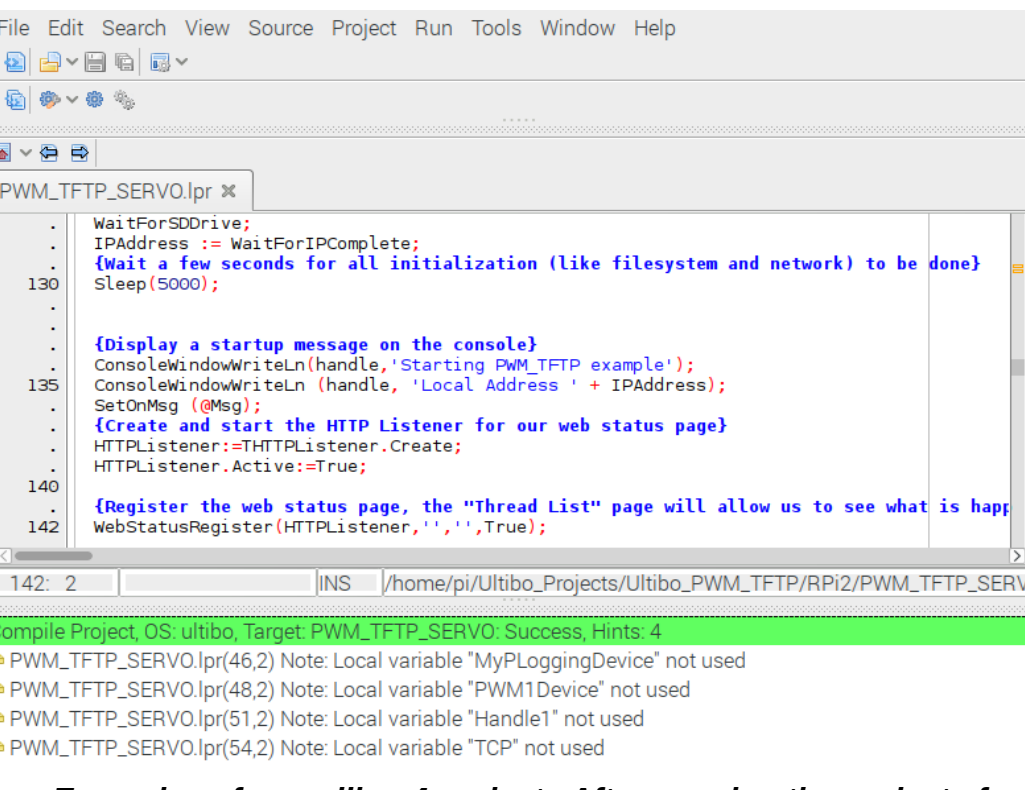 File Edit Search View Source Project Run Tools Window Help
PWM_TFTP_SERVO.lpr
WaitForSDDrive;
IPAddress := WaitForIPComplete;
{Wait a few seconds for all initialization (like filesystem and network) to be done}
130 Sleep(5000);
{Display a startup message on the console}
ConsoleWindowWriteLn(handle,'Starting PWM_TFTP example');
135 ConsoleWindowWriteLn (handle, 'Local Address ' + IPAddress);
SetOnMsg (@Msg);
{Create and start the HTTP Listener for our web status page}
HTTPListener:=THTTPListener.Create;
HTTPListener.Active:=True;
140
{Register the web status page, the "Thread List" page will allow us to see what is happ
142 WebStatusRegister(HTTPListener,'','',True);
142: 2 INS /home/pi/Ultibo_Projects/Ultibo_PWM_TFTP/RPi2/PWM_TFTP_SERV
Compile Project, OS: ultibo, Target: PWM_TFTP_SERVO: Success, Hints: 4
PWM_TFTP_SERVO.lpr(46,2) Note: Local variable "MyPLoggingDevice" not used
PWM_TFTP_SERVO.lpr(48,2) Note: Local variable "PWM1Device" not used
PWM_TFTP_SERVO.lpr(51,2) Note: Local variable "Handle1" not used
PWM_TFTP_SERVO.lpr(54,2) Note: Local variable "TCP" not used